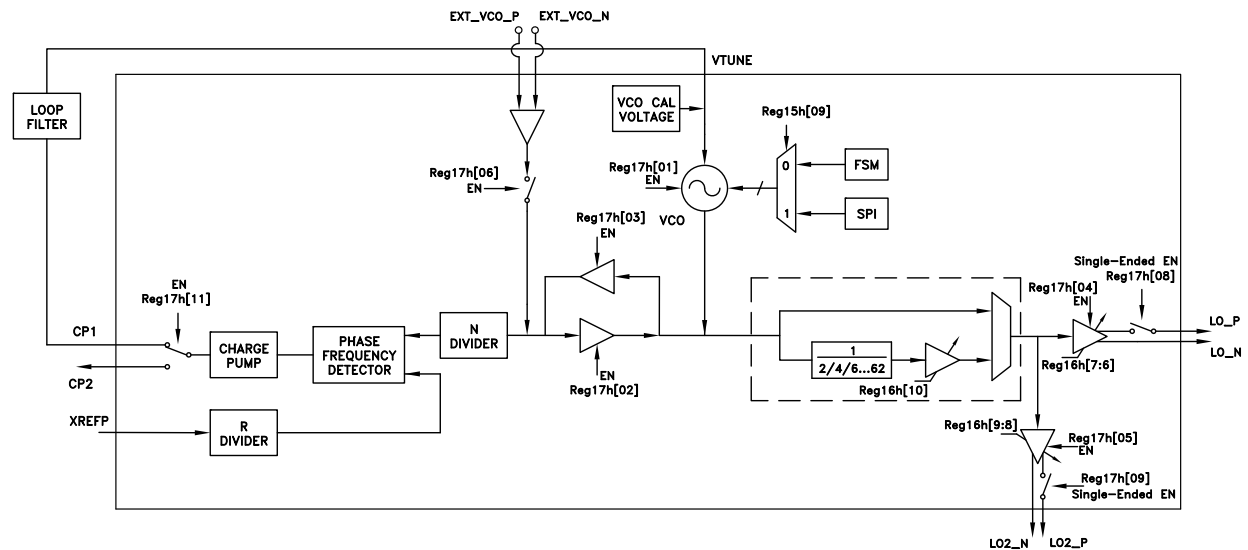 EXT_VCO_P
EXT_VCO_N
VTUNE
LOOP
FILTER
VCO CAL
VOLTAGE
Reg15h[09]
0
1
FSM
SPI
Reg17h[06]
EN
Reg17h[01]
EN
VCO
Reg17h[03]
EN
EN
Reg17h[11]
CP1
CP2
CHARGE
PUMP
PHASE
FREQUENCY
DETECTOR
N
DIVIDER
EN
Reg17h[02]
XREFP
R
DIVIDER
1
2/4/6...62
Reg16h[10]
Single-Ended EN
Reg17h[08]
Reg17h[04]
EN
LO_P
LO_N
Reg16h[7:6]
Reg16h[9:8]
Reg17h[05]
EN
Reg17h[09]
Single-Ended EN
LO2_N
LO2_P